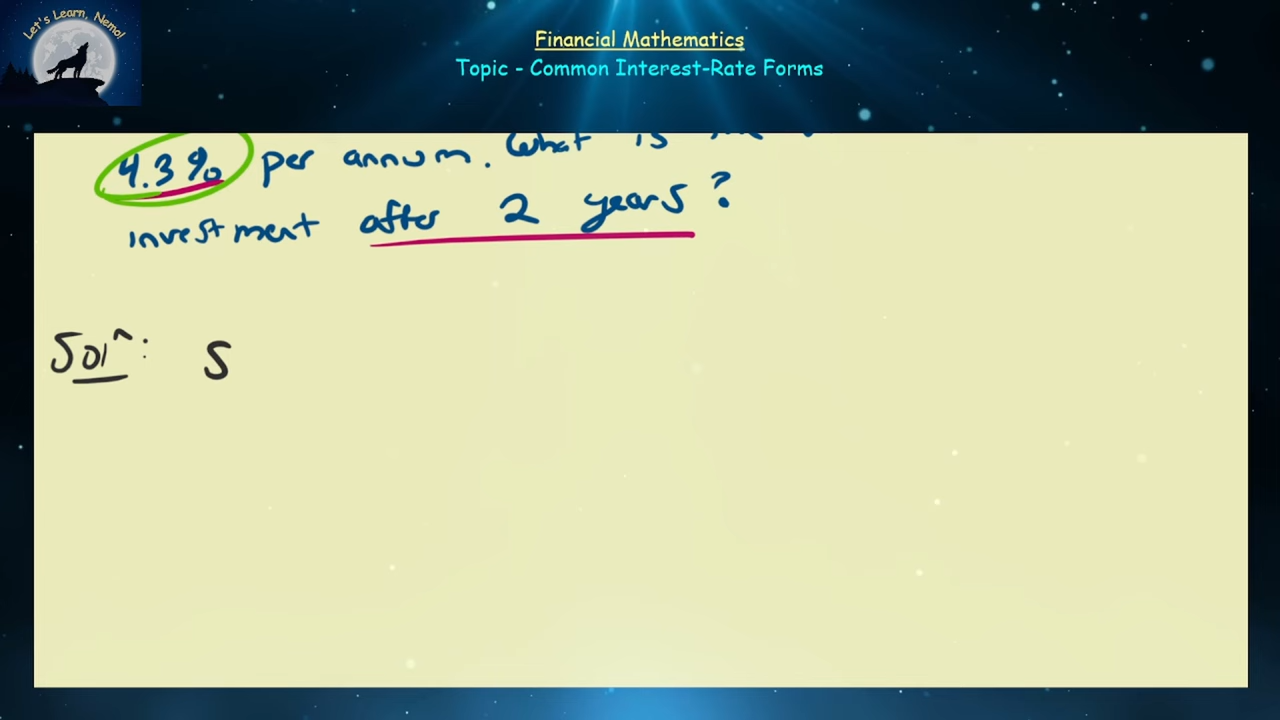 Let's Learn, Nemo!
Financial Mathematics
Topic - Common Interest-Rate Forms
4.3% per annum. What is
investment after 2 years?
Solⁿ: S